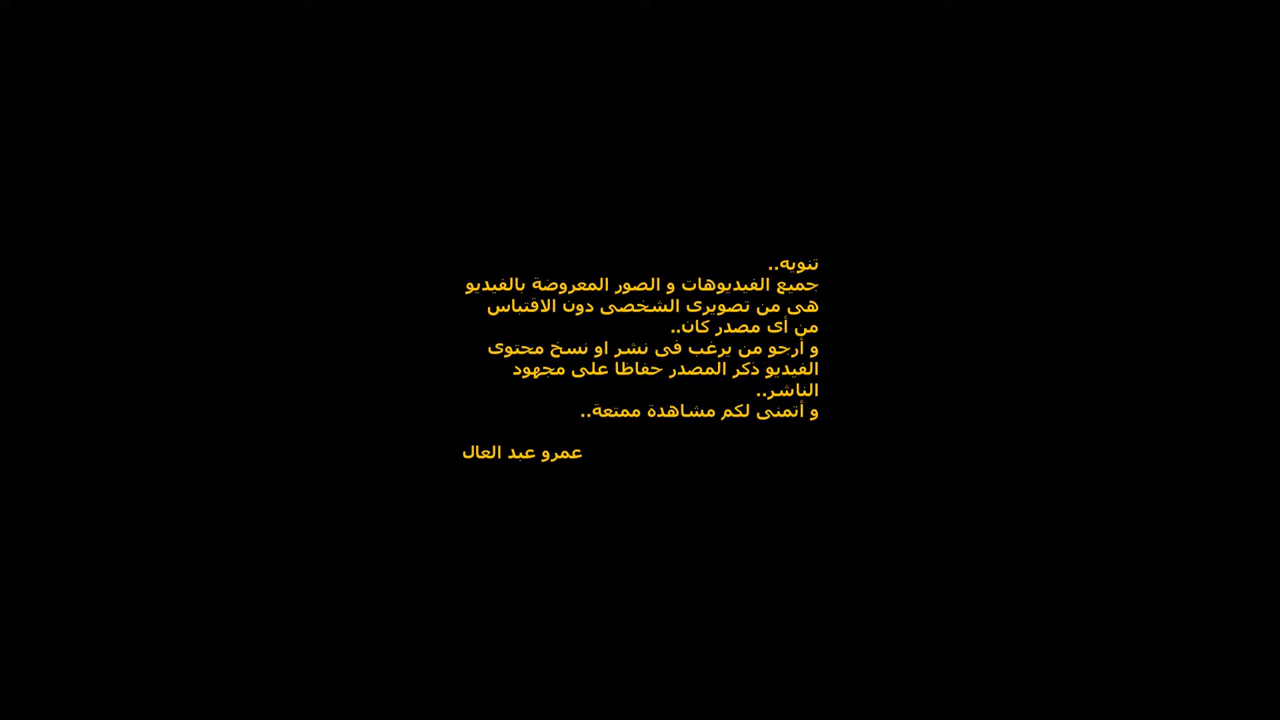 تنويه..
جميع الفيديوهات و الصور المعروضة بالفيديو
هى من تصويرى الشخصى دون الاقتباس
من أى مصدر كان..
و أرجو من يرغب فى نشر او نسخ محتوى
الفيديو ذكر المصدر حفاظا على مجهود
الناشر..
و أتمنى لكم مشاهدة ممتعة..
عمرو عبد العال